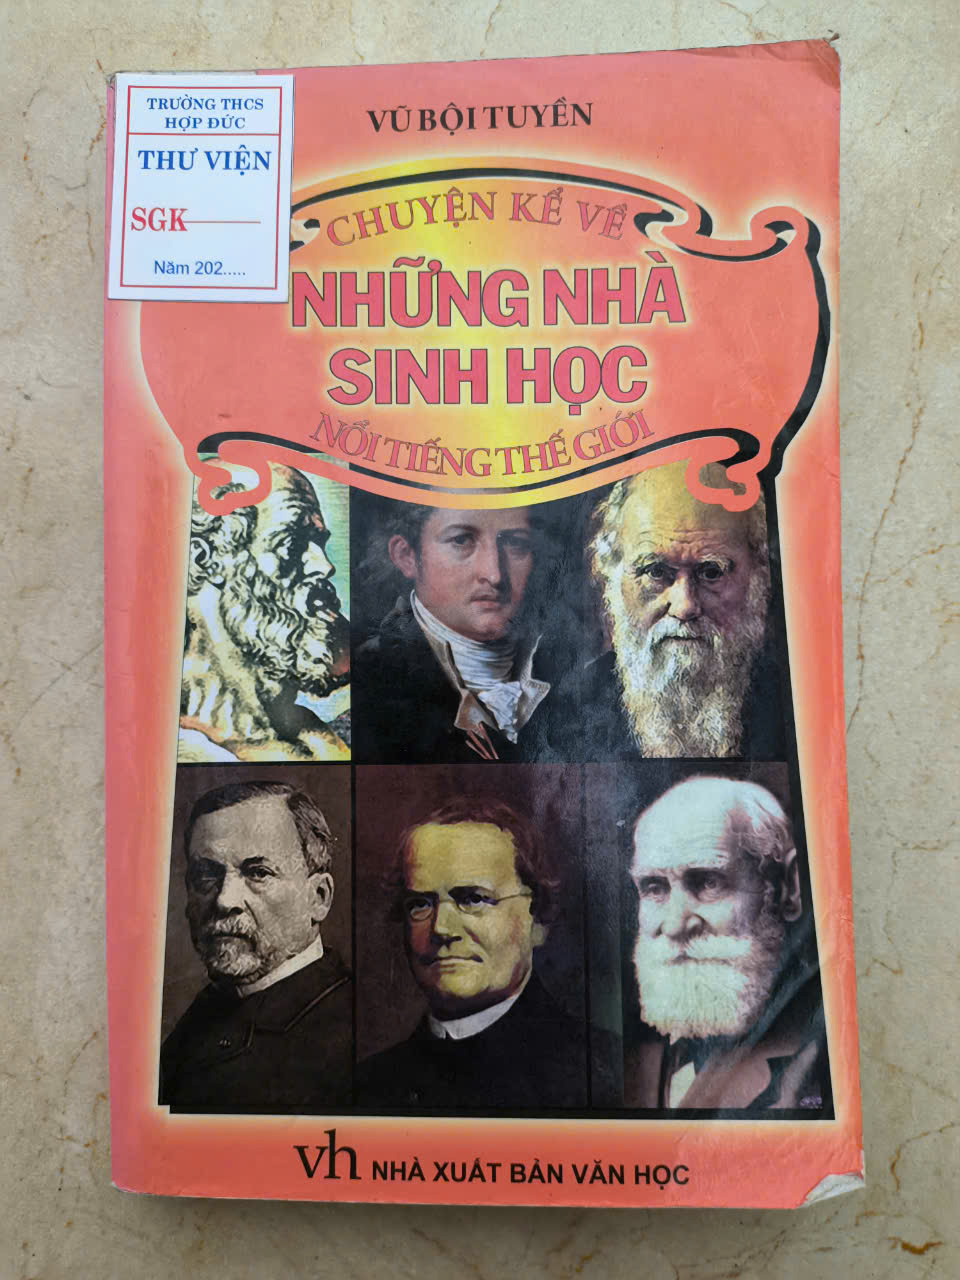 TRƯỜNG THCS
HỢP ĐỨC
THƯ VIỆN
SGK
Năm 202.....
VŨ BỘI TUYỀN
CHUYỆN KỂ VỀ
NHỮNG NHÀ
SINH HỌC
NỔI TIẾNG THẾ GIỚI
vh NHÀ XUẤT BẢN VĂN HỌC